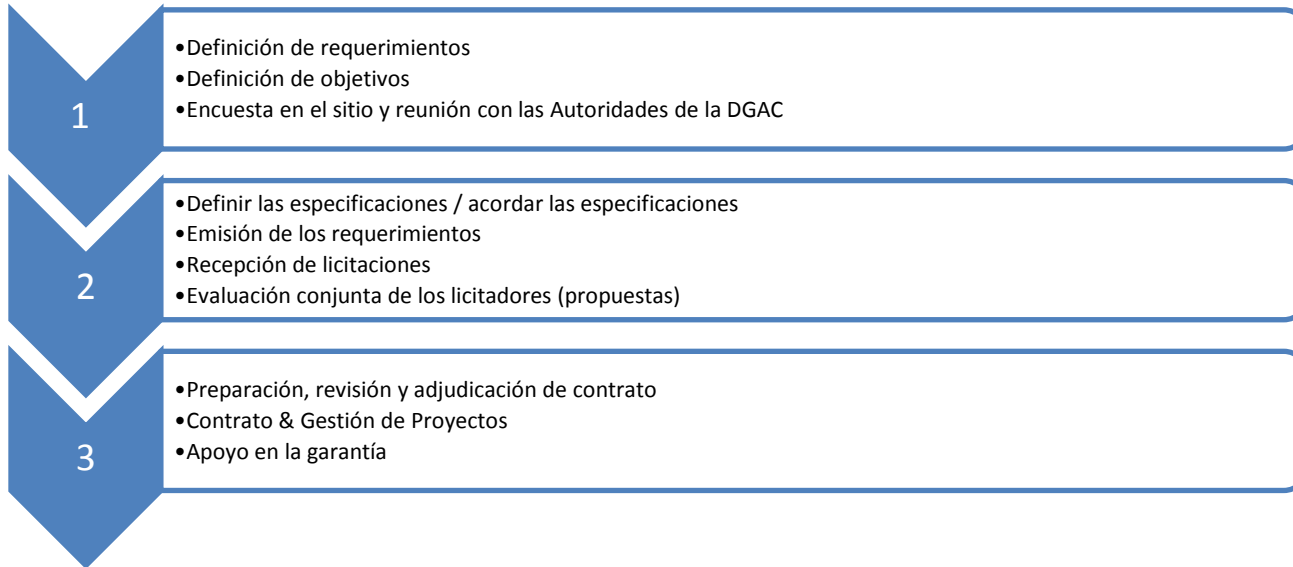 1
•Definición de requerimientos
•Definición de objetivos
•Encuesta en el sitio y reunión con las Autoridades de la DGAC
2
•Definir las especificaciones / acordar las especificaciones
•Emisión de los requerimientos
•Recepción de licitaciones
•Evaluación conjunta de los licitadores (propuestas)
3
•Preparación, revisión y adjudicación de contrato
•Contrato & Gestión de Proyectos
•Apoyo en la garantía